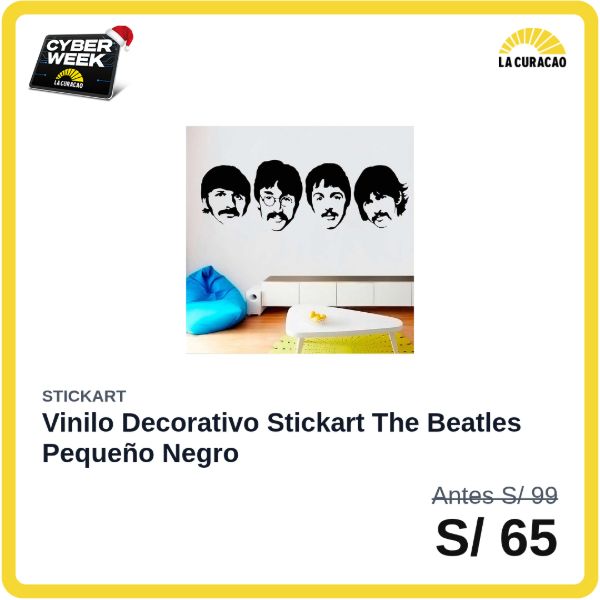 CYBER
WEEK
LA CURACAO
LA CURACAO
STICKART
Vinilo Decorativo Stickart The Beatles
Pequeño Negro
Antes S/ 99
S/ 65